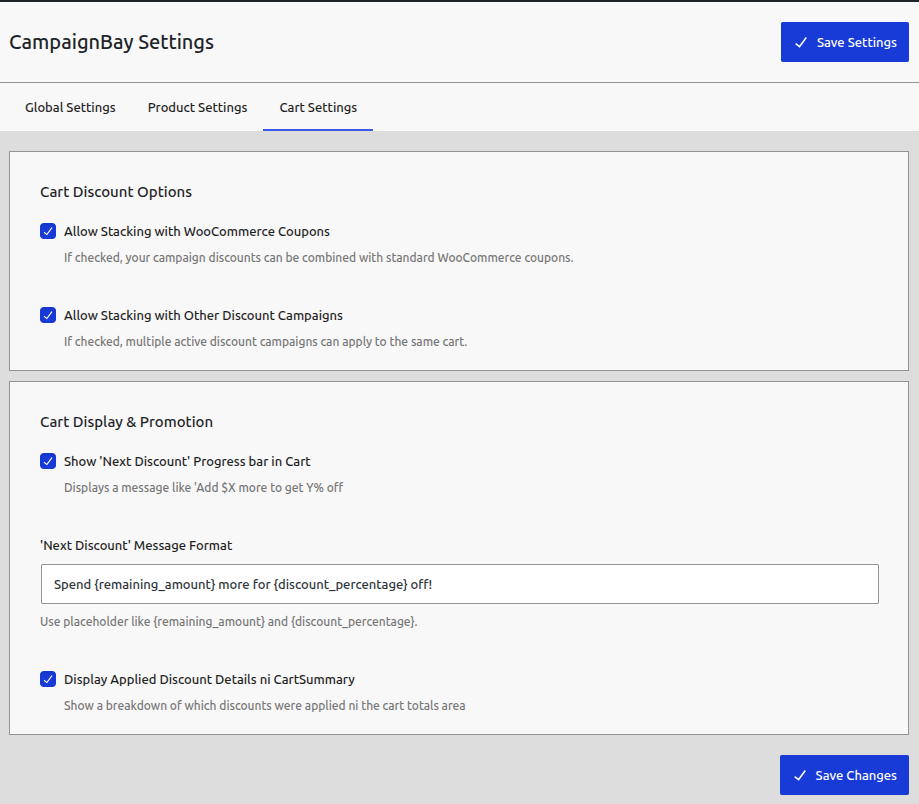 CampaignBay Settings
Save Settings
Global Settings
Product Settings
Cart Settings
Cart Discount Options
Allow Stacking with WooCommerce Coupons
If checked, your campaign discounts can be combined with standard WooCommerce coupons.
Allow Stacking with Other Discount Campaigns
If checked, multiple active discount campaigns can apply to the same cart.
Cart Display & Promotion
Show 'Next Discount' Progress bar in Cart
Displays a message like 'Add $X more to get Y% off
'Next Discount' Message Format
Spend {remaining_amount} more for {discount_percentage} off!
Use placeholder like {remaining_amount} and {discount_percentage}.
Display Applied Discount Details ni CartSummary
Show a breakdown of which discounts were applied ni the cart totals area
Save Changes